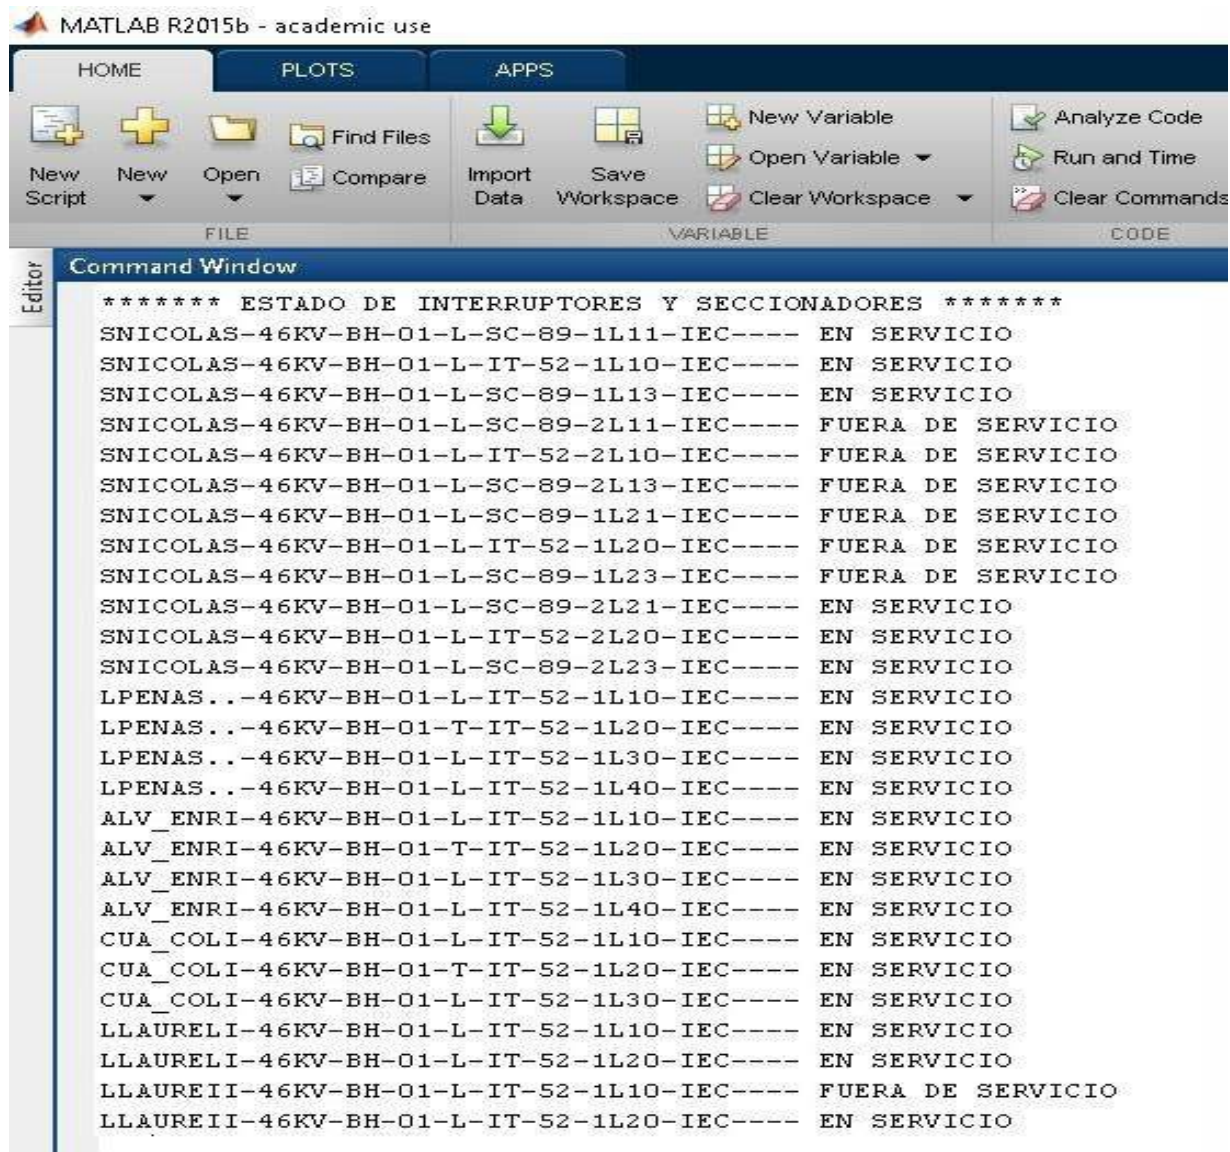 MATLAB R2015b - academic use
HOME PLOTS APPS
New Script
New
Open
Find Files
Compare
Import Data
Save Workspace
New Variable
Open Variable
Clear Workspace
Analyze Code
Run and Time
Clear Commands
FILE VARIABLE CODE
Editor
Command Window
******* ESTADO DE INTERRUPTORES Y SECCIONADORES *******
SNICOLAS-46KV-BH-01-L-SC-89-1L11-IEC---- EN SERVICIO
SNICOLAS-46KV-BH-01-L-IT-52-1L10-IEC---- EN SERVICIO
SNICOLAS-46KV-BH-01-L-SC-89-1L13-IEC---- EN SERVICIO
SNICOLAS-46KV-BH-01-L-SC-89-2L11-IEC---- FUERA DE SERVICIO
SNICOLAS-46KV-BH-01-L-IT-52-2L10-IEC---- FUERA DE SERVICIO
SNICOLAS-46KV-BH-01-L-SC-89-2L13-IEC---- FUERA DE SERVICIO
SNICOLAS-46KV-BH-01-L-SC-89-1L21-IEC---- FUERA DE SERVICIO
SNICOLAS-46KV-BH-01-L-IT-52-1L20-IEC---- FUERA DE SERVICIO
SNICOLAS-46KV-BH-01-L-SC-89-1L23-IEC---- FUERA DE SERVICIO
SNICOLAS-46KV-BH-01-L-SC-89-2L21-IEC---- EN SERVICIO
SNICOLAS-46KV-BH-01-L-IT-52-2L20-IEC---- EN SERVICIO
SNICOLAS-46KV-BH-01-L-SC-89-2L23-IEC---- EN SERVICIO
LPENAS..-46KV-BH-01-L-IT-52-1L10-IEC---- EN SERVICIO
LPENAS..-46KV-BH-01-T-IT-52-1L20-IEC---- EN SERVICIO
LPENAS..-46KV-BH-01-L-IT-52-1L30-IEC---- EN SERVICIO
LPENAS..-46KV-BH-01-L-IT-52-1L40-IEC---- EN SERVICIO
ALV_ENRI-46KV-BH-01-L-IT-52-1L10-IEC---- EN SERVICIO
ALV_ENRI-46KV-BH-01-T-IT-52-1L20-IEC---- EN SERVICIO
ALV_ENRI-46KV-BH-01-L-IT-52-1L30-IEC---- EN SERVICIO
ALV_ENRI-46KV-BH-01-L-IT-52-1L40-IEC---- EN SERVICIO
CUA_COLI-46KV-BH-01-L-IT-52-1L10-IEC---- EN SERVICIO
CUA_COLI-46KV-BH-01-T-IT-52-1L20-IEC---- EN SERVICIO
CUA_COLI-46KV-BH-01-L-IT-52-1L30-IEC---- EN SERVICIO
LLAURELI-46KV-BH-01-L-IT-52-1L10-IEC---- EN SERVICIO
LLAURELI-46KV-BH-01-L-IT-52-1L20-IEC---- EN SERVICIO
LLAUREII-46KV-BH-01-L-IT-52-1L10-IEC---- FUERA DE SERVICIO
LLAUREII-46KV-BH-01-L-IT-52-1L20-IEC---- EN SERVICIO